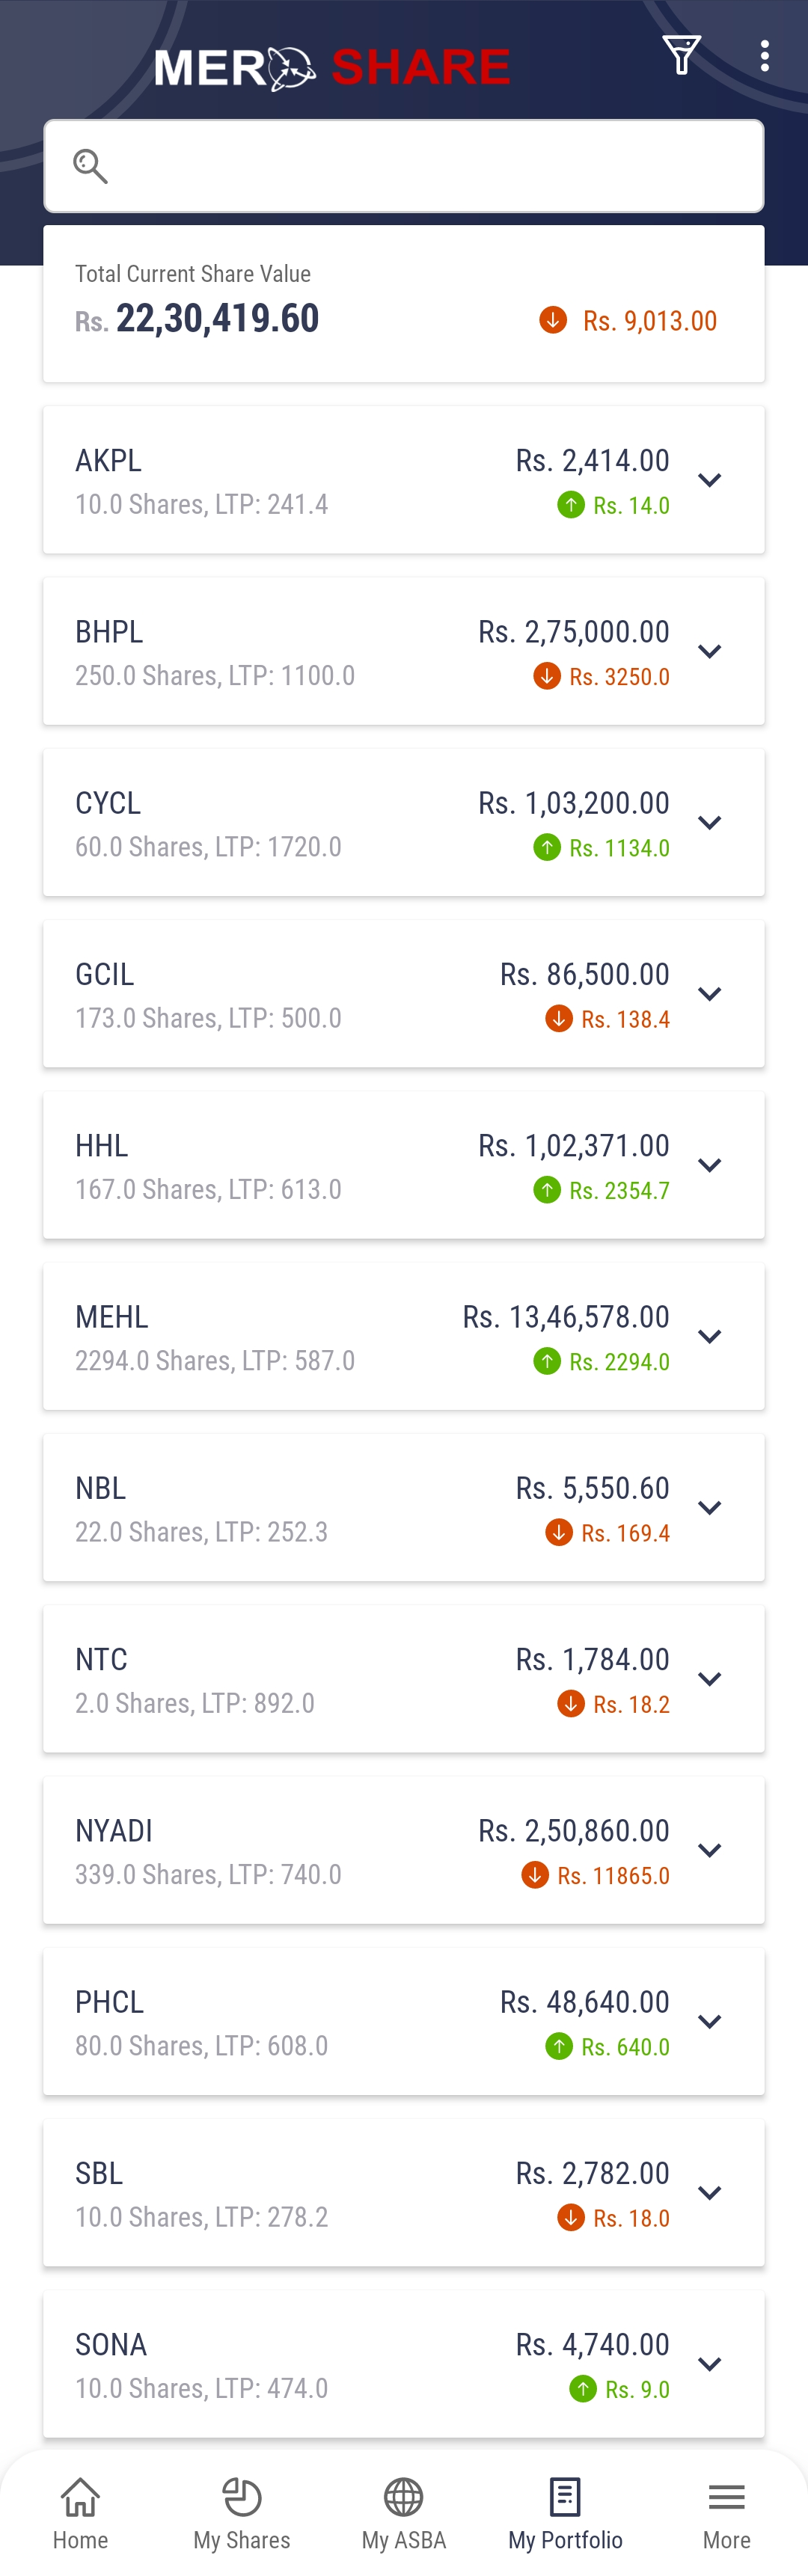 MERO SHARE
Total Current Share Value
Rs. 22,30,419.60
Rs. 9,013.00
AKPL
Rs. 2,414.00
10.0 Shares, LTP: 241.4
Rs. 14.0
BHPL
Rs. 2,75,000.00
250.0 Shares, LTP: 1100.0
Rs. 3250.0
CYCL
Rs. 1,03,200.00
60.0 Shares, LTP: 1720.0
Rs. 1134.0
GCIL
Rs. 86,500.00
173.0 Shares, LTP: 500.0
Rs. 138.4
HHL
Rs. 1,02,371.00
167.0 Shares, LTP: 613.0
Rs. 2354.7
MEHL
Rs. 13,46,578.00
2294.0 Shares, LTP: 587.0
Rs. 2294.0
NBL
Rs. 5,550.60
22.0 Shares, LTP: 252.3
Rs. 169.4
NTC
Rs. 1,784.00
2.0 Shares, LTP: 892.0
Rs. 18.2
NYADI
Rs. 2,50,860.00
339.0 Shares, LTP: 740.0
Rs. 11865.0
PHCL
Rs. 48,640.00
80.0 Shares, LTP: 608.0
Rs. 640.0
SBL
Rs. 2,782.00
10.0 Shares, LTP: 278.2
Rs. 18.0
SONA
Rs. 4,740.00
10.0 Shares, LTP: 474.0
Rs. 9.0
Home
My Shares
My ASBA
My Portfolio
More